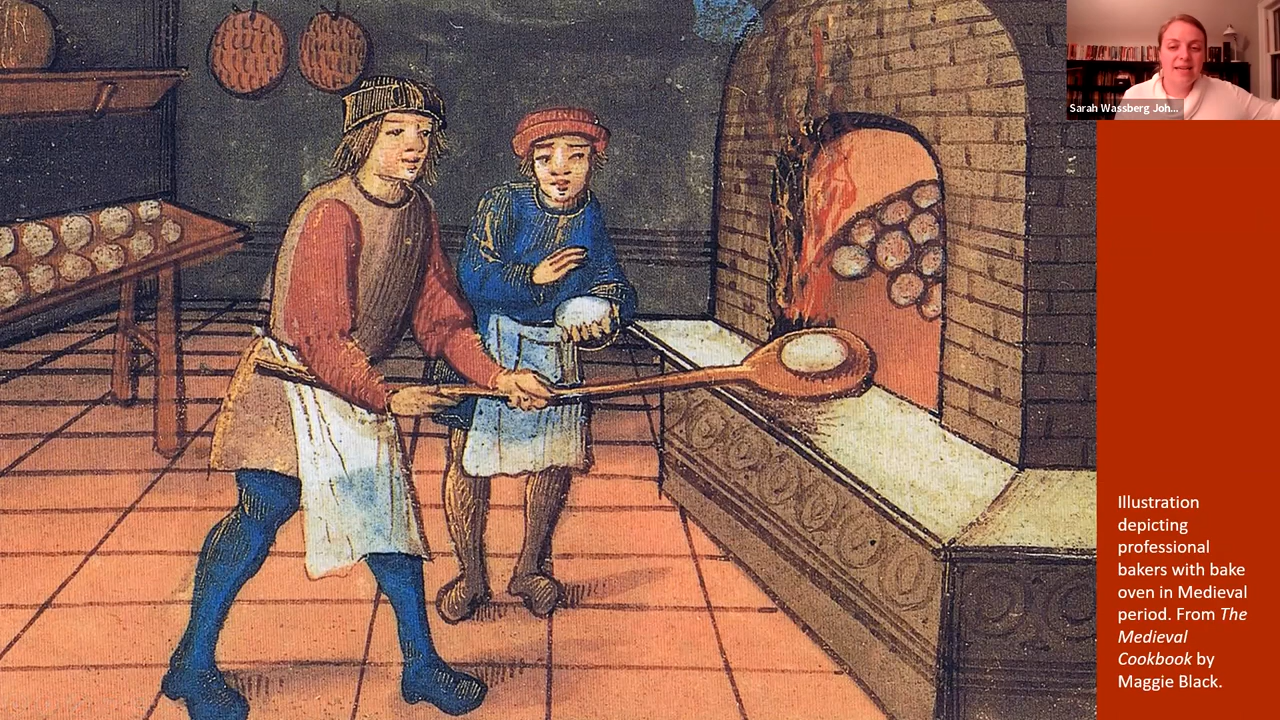 Sarah Wassberg Joh...
Illustration
depicting
professional
bakers with bake
oven in Medieval
period. From The
Medieval
Cookbook by
Maggie Black.